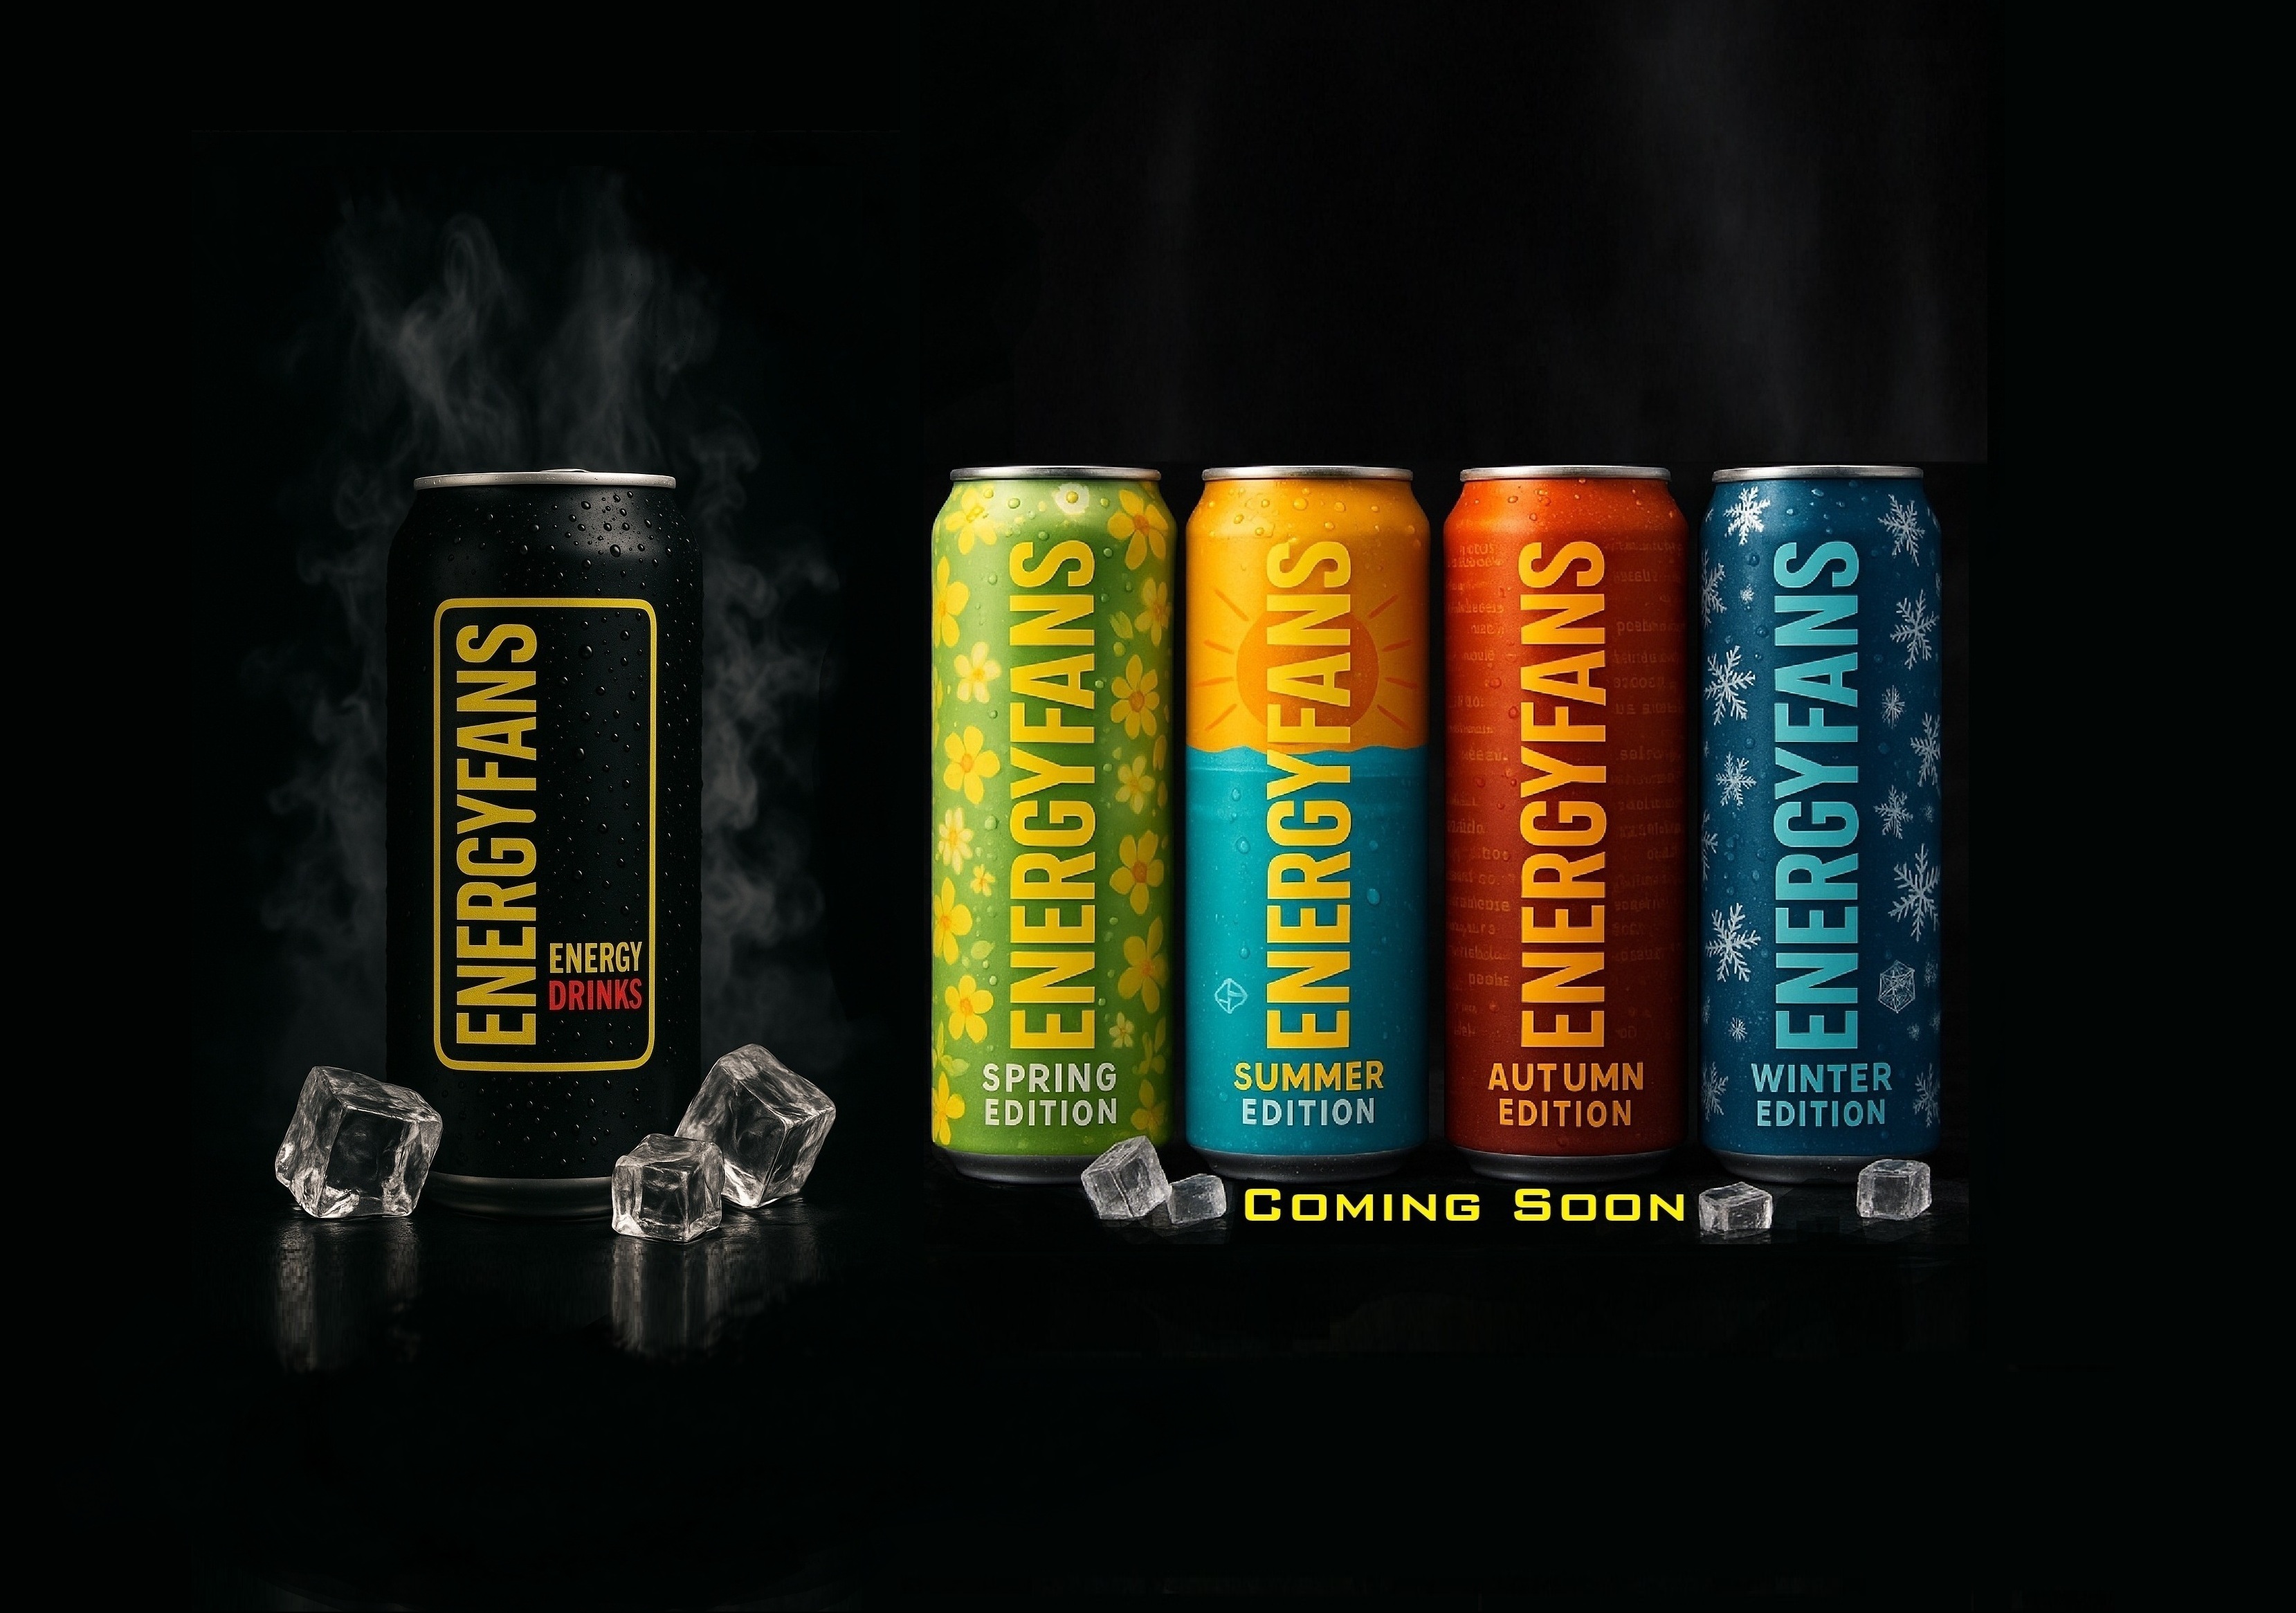 ENERGYFANS
ENERGY
DRINKS
ENERGYFANS
SPRING
EDITION
ENERGYFANS
SUMMER
EDITION
ENERGYFANS
AUTUMN
EDITION
ENERGYFANS
WINTER
EDITION
COMING SOON